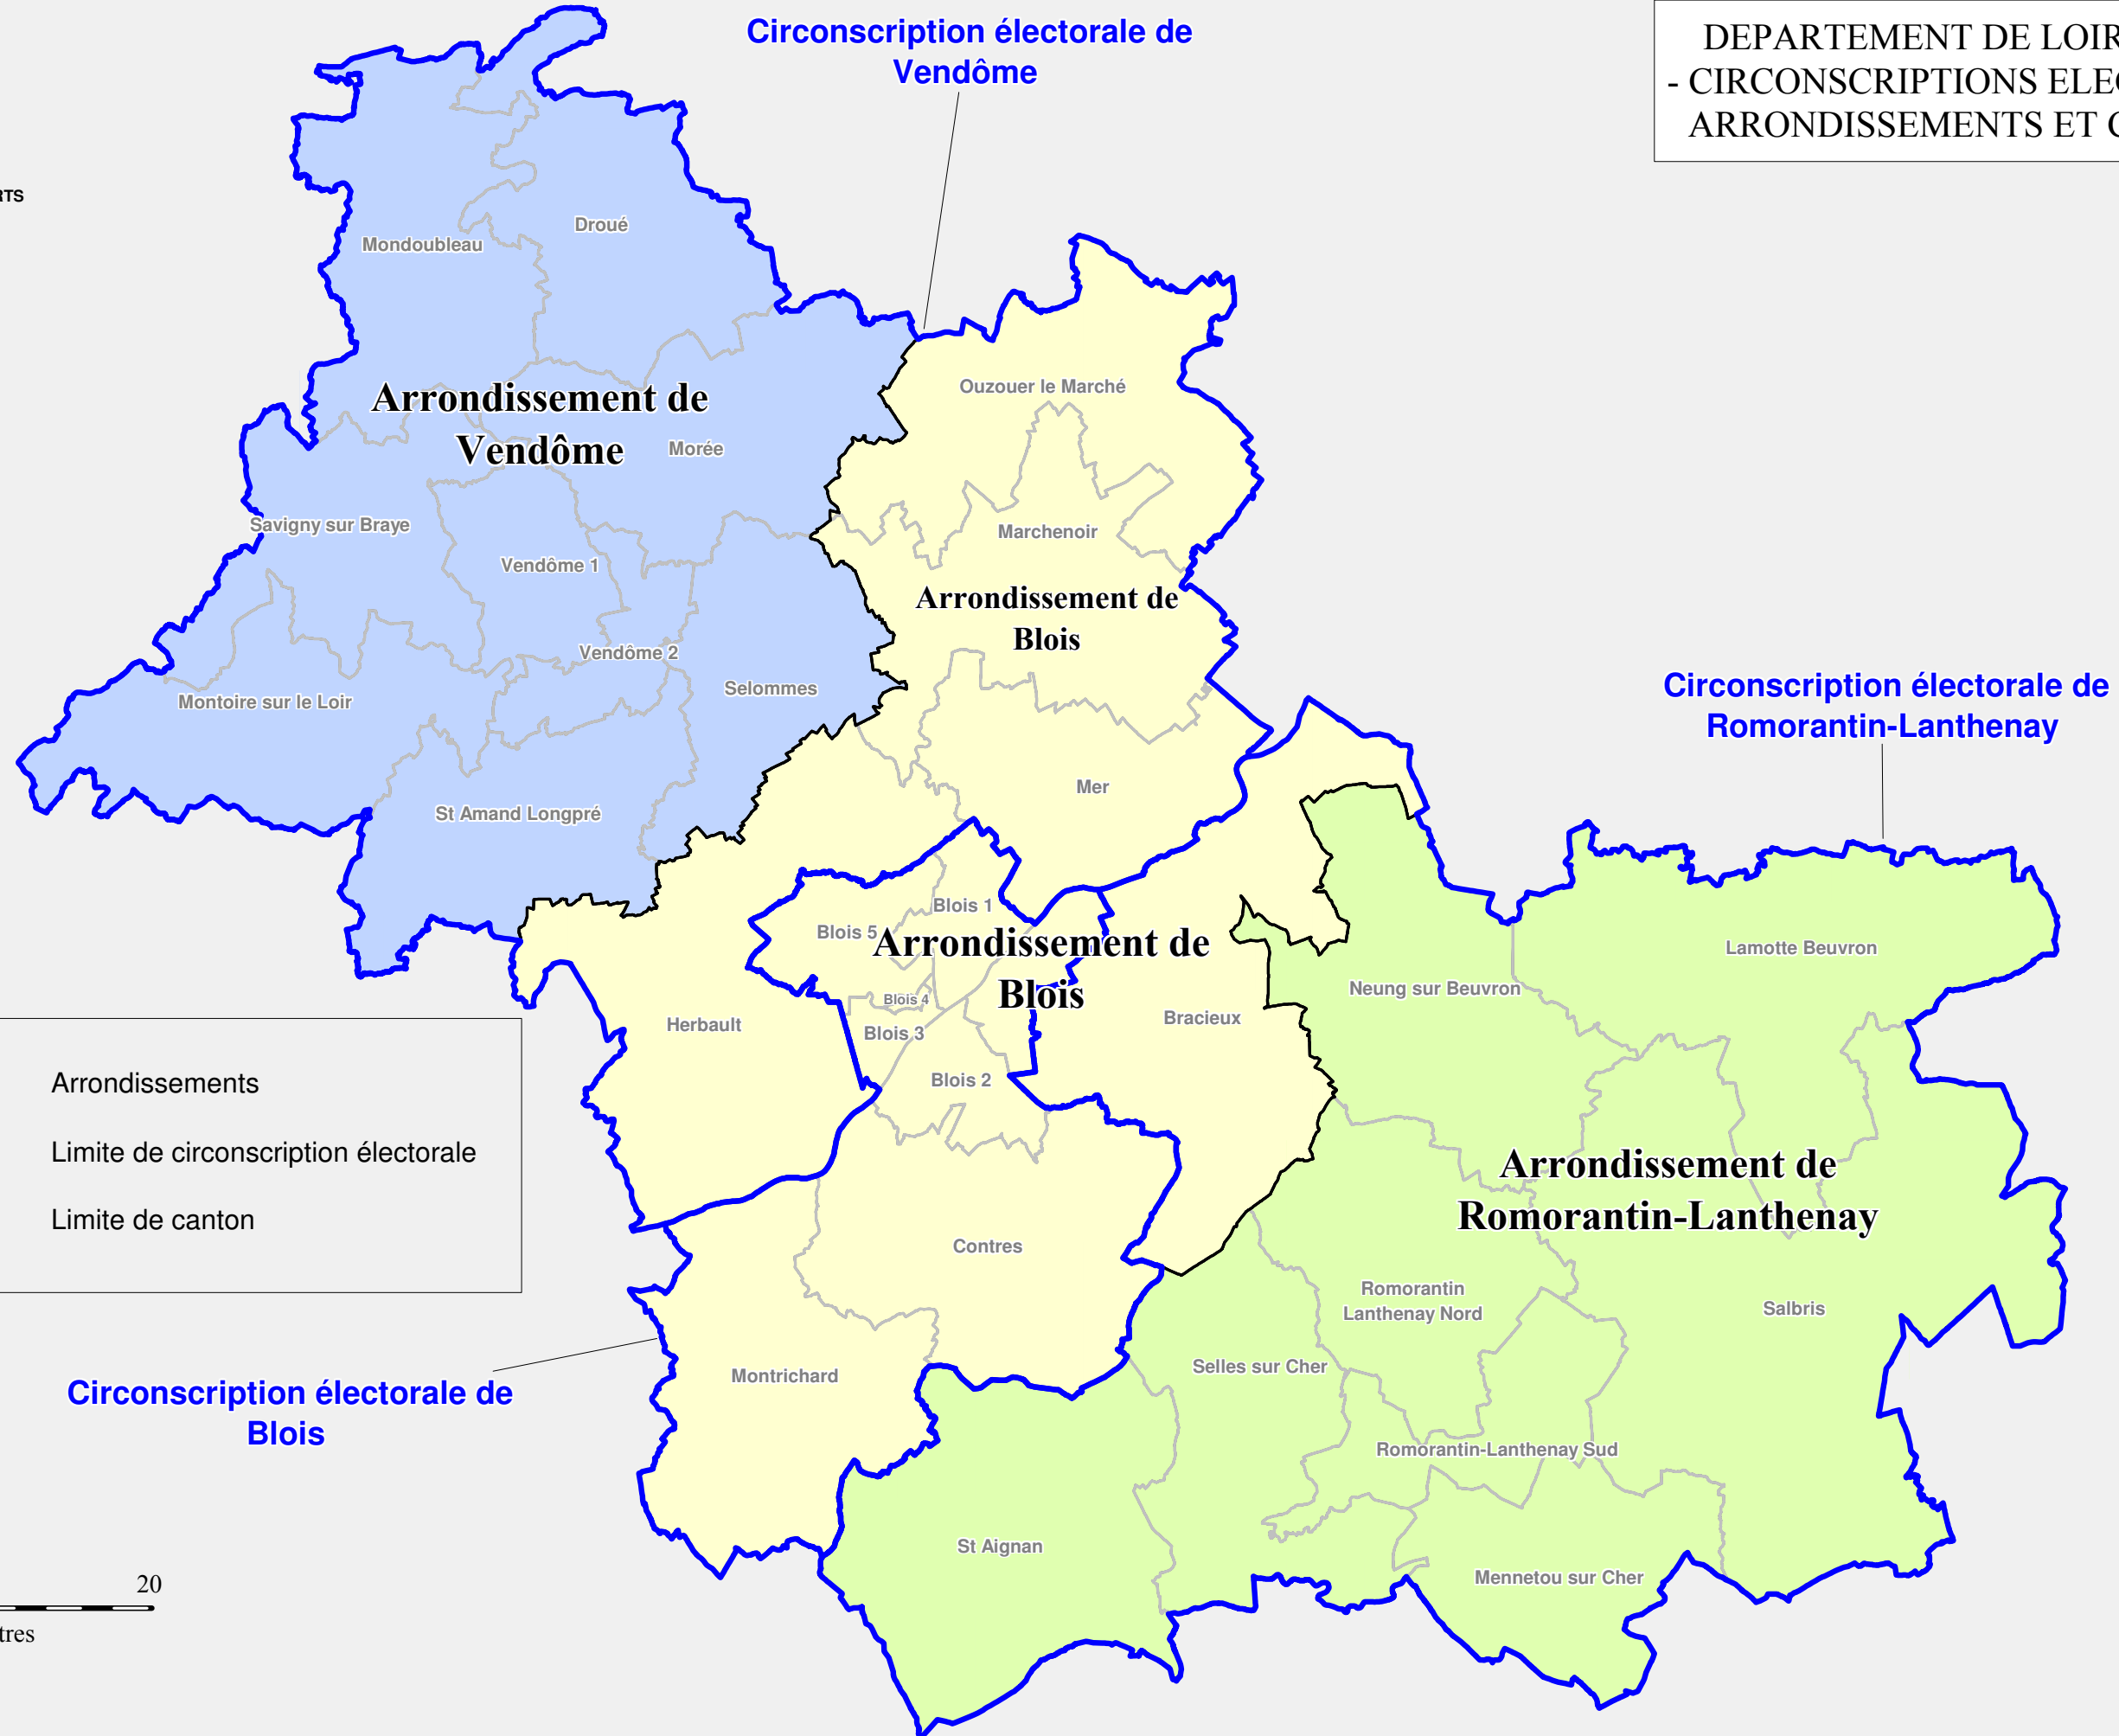 Circonscription électorale de
Vendôme
DEPARTEMENT DE LOIR
- CIRCONSCRIPTIONS ELEC
ARRONDISSEMENTS ET C
RTS
Droué
Mondoubleau
Ouzouer le Marché
Arrondissement de
Vendôme
Morée
Savigny sur Braye
Marchenoir
Vendôme 1
Arrondissement de
Blois
Vendôme 2
Selommes
Montoire sur le Loir
Circonscription électorale de
Romorantin-Lanthenay
Mer
St Amand Longpré
Blois 1
Blois 5
Arrondissement de
Blois
Lamotte Beuvron
Neung sur Beuvron
Blois 4
Bracieux
Herbault
Blois 3
Blois 2
Arrondissements
Limite de circonscription électorale
Limite de canton
Arrondissement de
Romorantin-Lanthenay
Contres
Romorantin
Lanthenay Nord
Salbris
Selles sur Cher
Montrichard
Circonscription électorale de
Blois
Romorantin-Lanthenay Sud
St Aignan
Mennetou sur Cher
20
tres